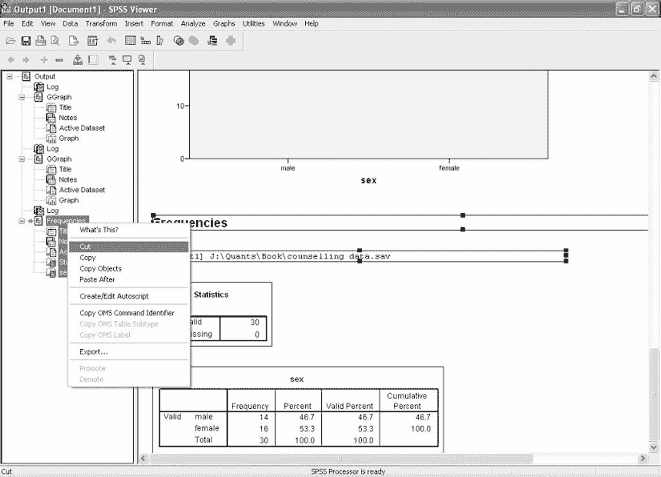 Output1 [Document1] - SPSS Viewer
File Edit View Data Transform Insert Format Analyze Graphs Utilities Window Help
Output
Log
GGraph
Title
Notes
Active Dataset
Graph
Log
GGraph
Title
Notes
Active Dataset
Graph
Log
Frequencies
What's This?
Cut
Copy
Copy Objects
Paste After
Create/Edit Autoscript
Copy OMS Command Identifier
Copy OMS Table Subtype
Copy OMS Label
Export...
Promote
Demote
10
0
male female
sex
Frequencies
1] J:\Quants\Book\counselling data.sav
Statistics
alid 30
issing 0
sex
Frequency Percent Valid Percent Cumulative Percent
Valid male 14 46.7 46.7 46.7
female 16 53.3 53.3 100.0
Total 30 100.0 100.0
Cut SPSS Processor is ready